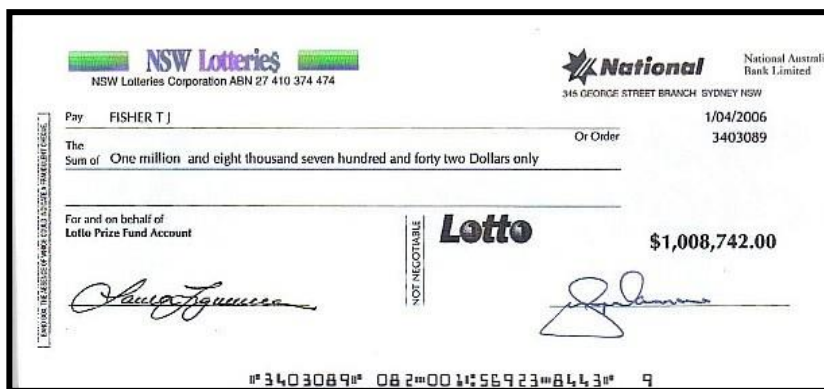 NSW Lotteries
NSW Lotteries Corporation ABN 27 410 374 474
National
National Australi
Bank Limited
345 GEORGE STREET BRANCH SYDNEY NSW
Pay FISHER T J
1/04/2006
Or Order 3403089
The
Sum of One million and eight thousand seven hundred and forty two Dollars only
For and on behalf of
Lotto Prize Fund Account
NOT NEGOTIABLE
Lotto
$1,008,742.00
⑈3403089⑈ 082⑉001⑆56923⑉8443⑈ 9